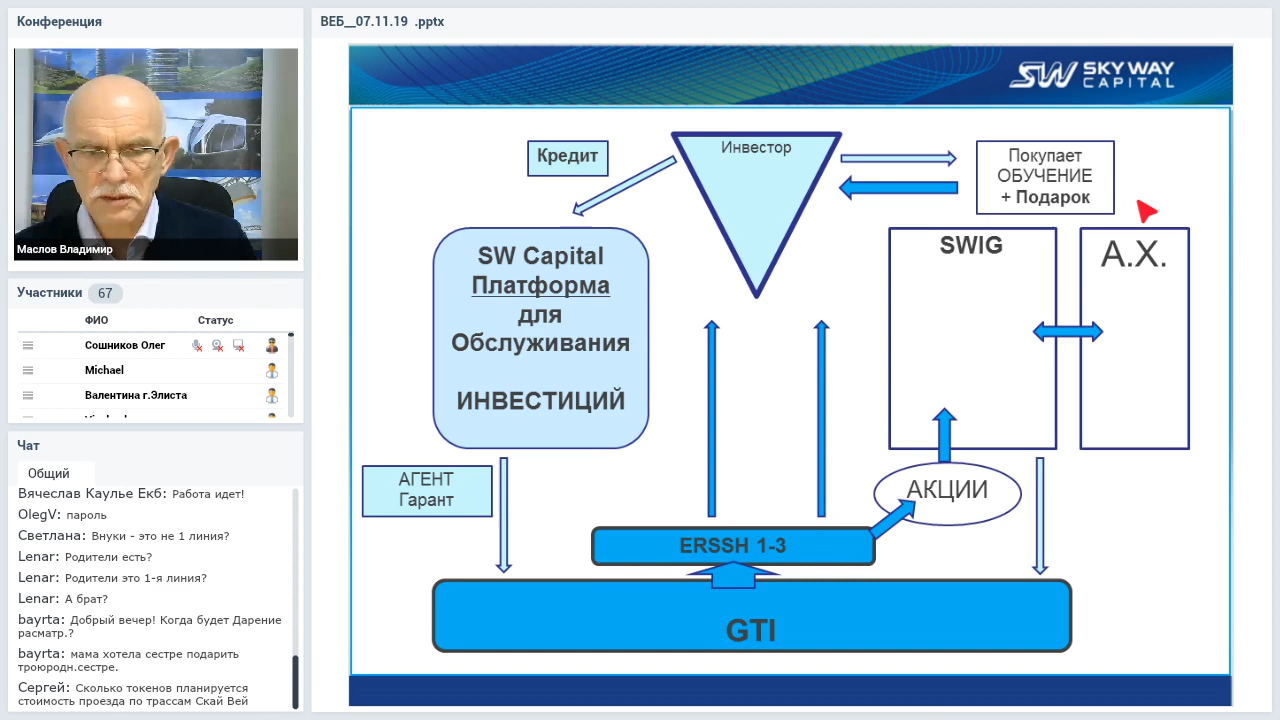 Конференция
Маслов Владимир
Участники 67
ФИО Статус
Сошников Олег
Michael
Валентина г.Элиста
Чат
Общий
Вячеслав Каулье Екб: Работа идет!
OlegV: пароль
Светлана: Внуки - это не 1 линия?
Lenar: Родители есть?
Lenar: Родители это 1-я линия?
Lenar: А брат?
bayrta: Добрый вечер! Когда будет Дарение
расматр.?
bayrta: мама хотела сестре подарить
троюродн.сестре.
Сергей: Сколько токенов планируется
стоимость проезда по трассам Скай Вей
ВЕБ__07.11.19 .pptx
SW SKY WAY
CAPITAL
Кредит
Инвестор
Покупает
ОБУЧЕНИЕ
+ Подарок
SW Capital
Платформа
для
Обслуживания
ИНВЕСТИЦИЙ
SWIG
А.Х.
АГЕНТ
Гарант
АКЦИИ
ERSSH 1-3
GTI